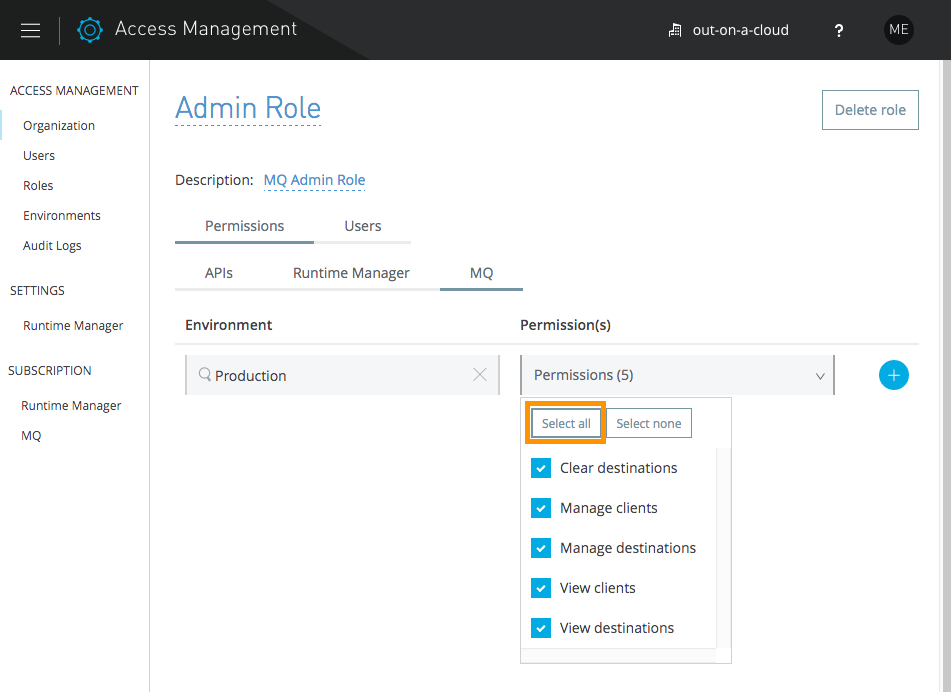 Access Management
out-on-a-cloud
?
ME
ACCESS MANAGEMENT
Organization
Users
Roles
Environments
Audit Logs
SETTINGS
Runtime Manager
SUBSCRIPTION
Runtime Manager
MQ
Admin Role
Delete role
Description: MQ Admin Role
Permissions Users
APIs Runtime Manager MQ
Environment Permission(s)
Production Permissions (5)
Select all Select none
Clear destinations
Manage clients
Manage destinations
View clients
View destinations